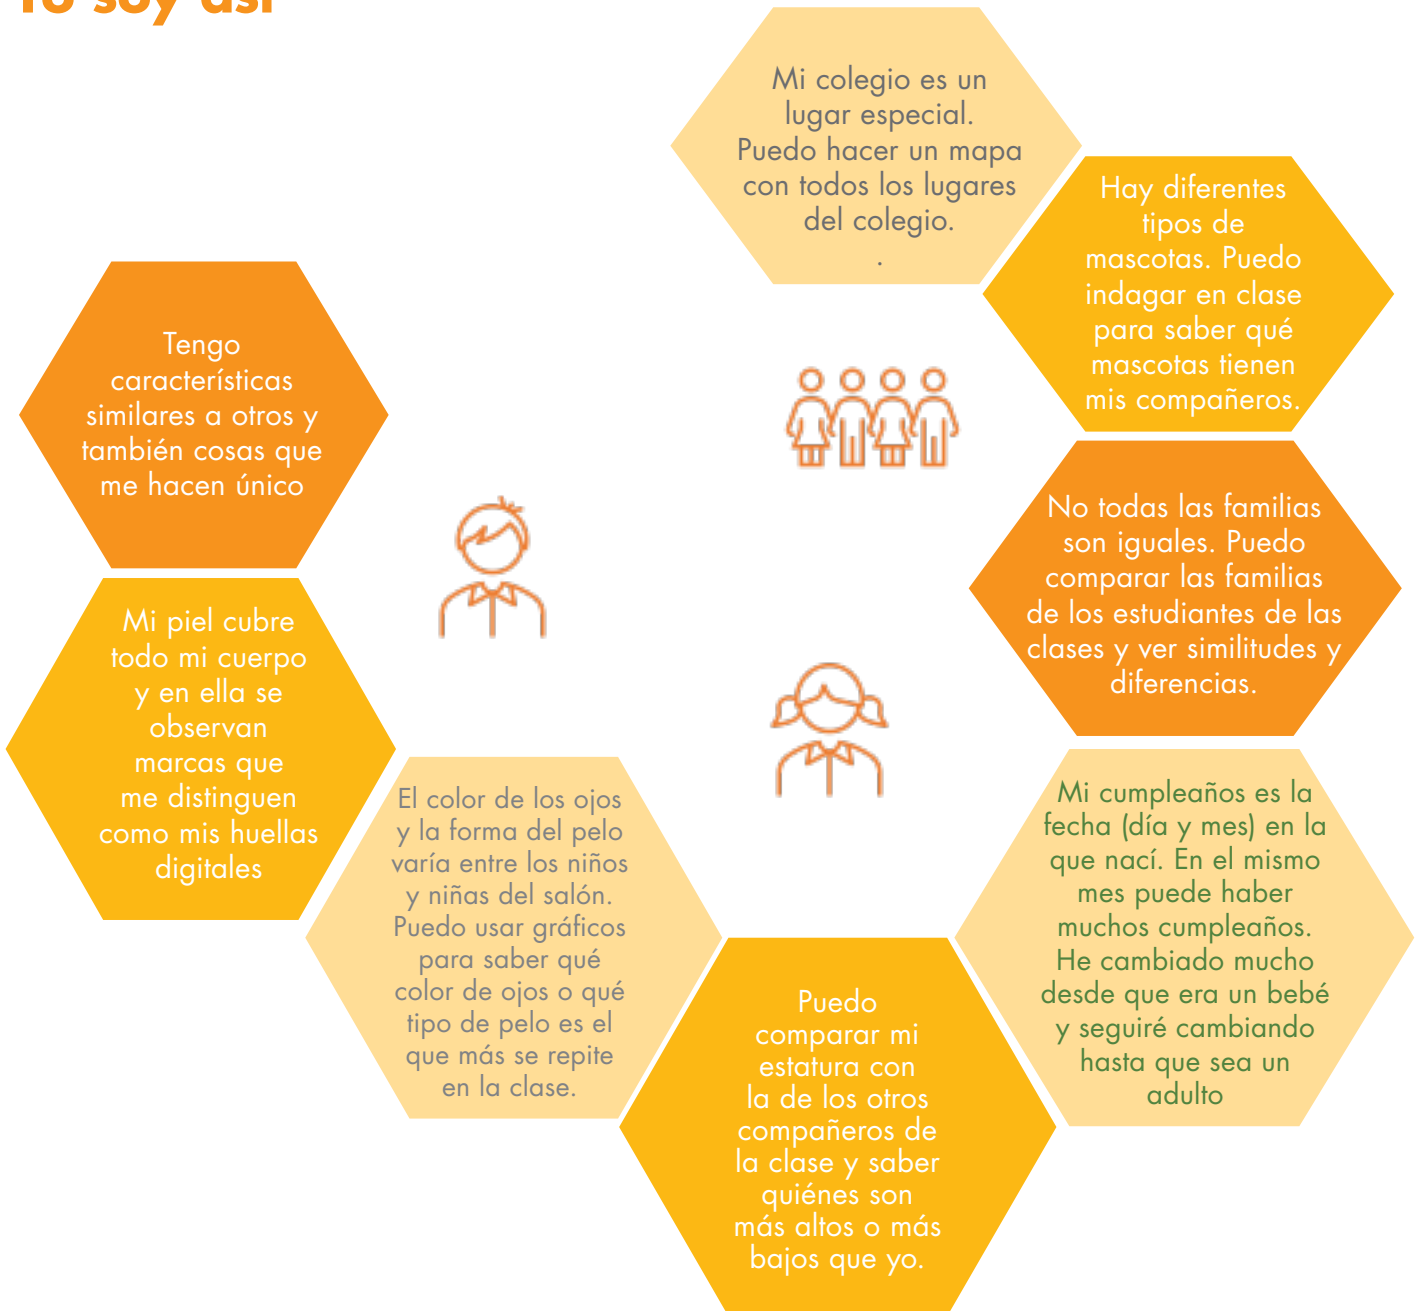 Yo soy así
Mi colegio es un
lugar especial.
Puedo hacer un mapa
con todos los lugares
del colegio.
.
Hay diferentes
tipos de
mascotas. Puedo
indagar en clase
para saber qué
mascotas tienen
mis compañeros.
Tengo
características
similares a otros y
también cosas que
me hacen único
No todas las familias
son iguales. Puedo
comparar las familias
de los estudiantes de las
clases y ver similitudes y
diferencias.
Mi piel cubre
todo mi cuerpo
y en ella se
observan
marcas que
me distinguen
como mis huellas
digitales
El color de los ojos
y la forma del pelo
varía entre los niños
y niñas del salón.
Puedo usar gráficos
para saber qué
color de ojos o qué
tipo de pelo es el
que más se repite
en la clase.
Mi cumpleaños es la
fecha (día y mes) en la
que nací. En el mismo
mes puede haber
muchos cumpleaños.
He cambiado mucho
desde que era un bebé
y seguiré cambiando
hasta que sea un
adulto
Puedo
comparar mi
estatura con
la de los otros
compañeros de
la clase y saber
quiénes son
más altos o más
bajos que yo.